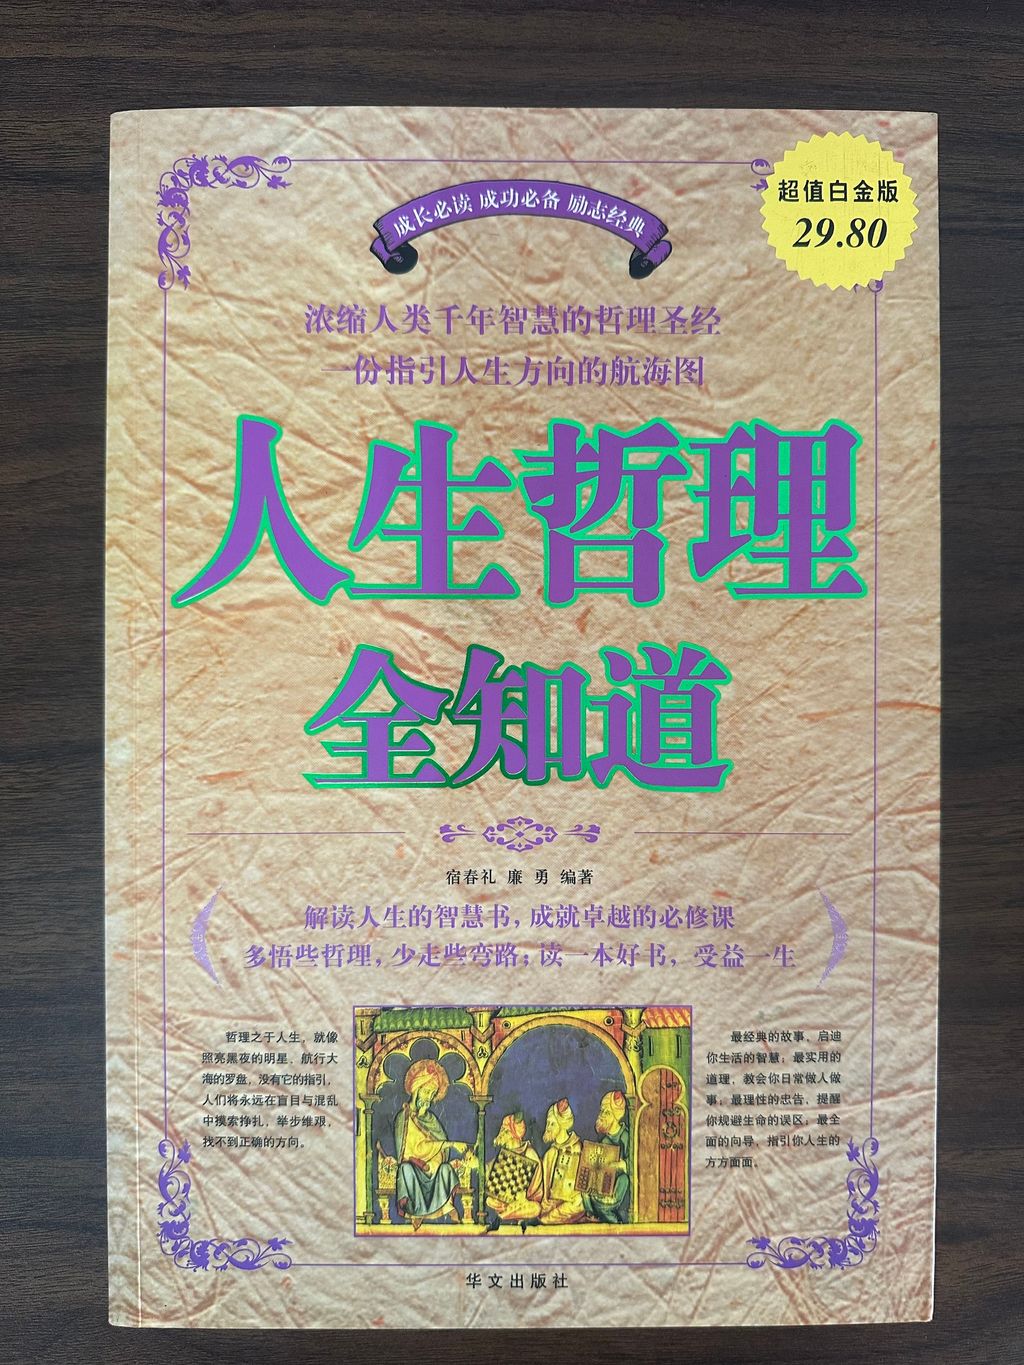 超值白金版
29.80
成长必读 成功必备 励志经典
浓缩人类千年智慧的哲理圣经
一份指引人生方向的航海图
人生哲理
全知道
宿春礼 廉 勇 编著
解读人生的智慧书，成就卓越的必修课
多悟些哲理，少走些弯路；读一本好书，受益一生
哲理之于人生，就像
照亮黑夜的明星，航行大
海的罗盘，没有它的指引，
人们将永远在盲目与混乱
中摸索挣扎，举步维艰，
找不到正确的方向。
最经典的故事，启迪
你生活的智慧；最实用的
道理，教会你日常做人做
事；最理性的忠告，提醒
你规避生命的误区；最全
面的向导，指引你人生的
方方面面。
华文出版社